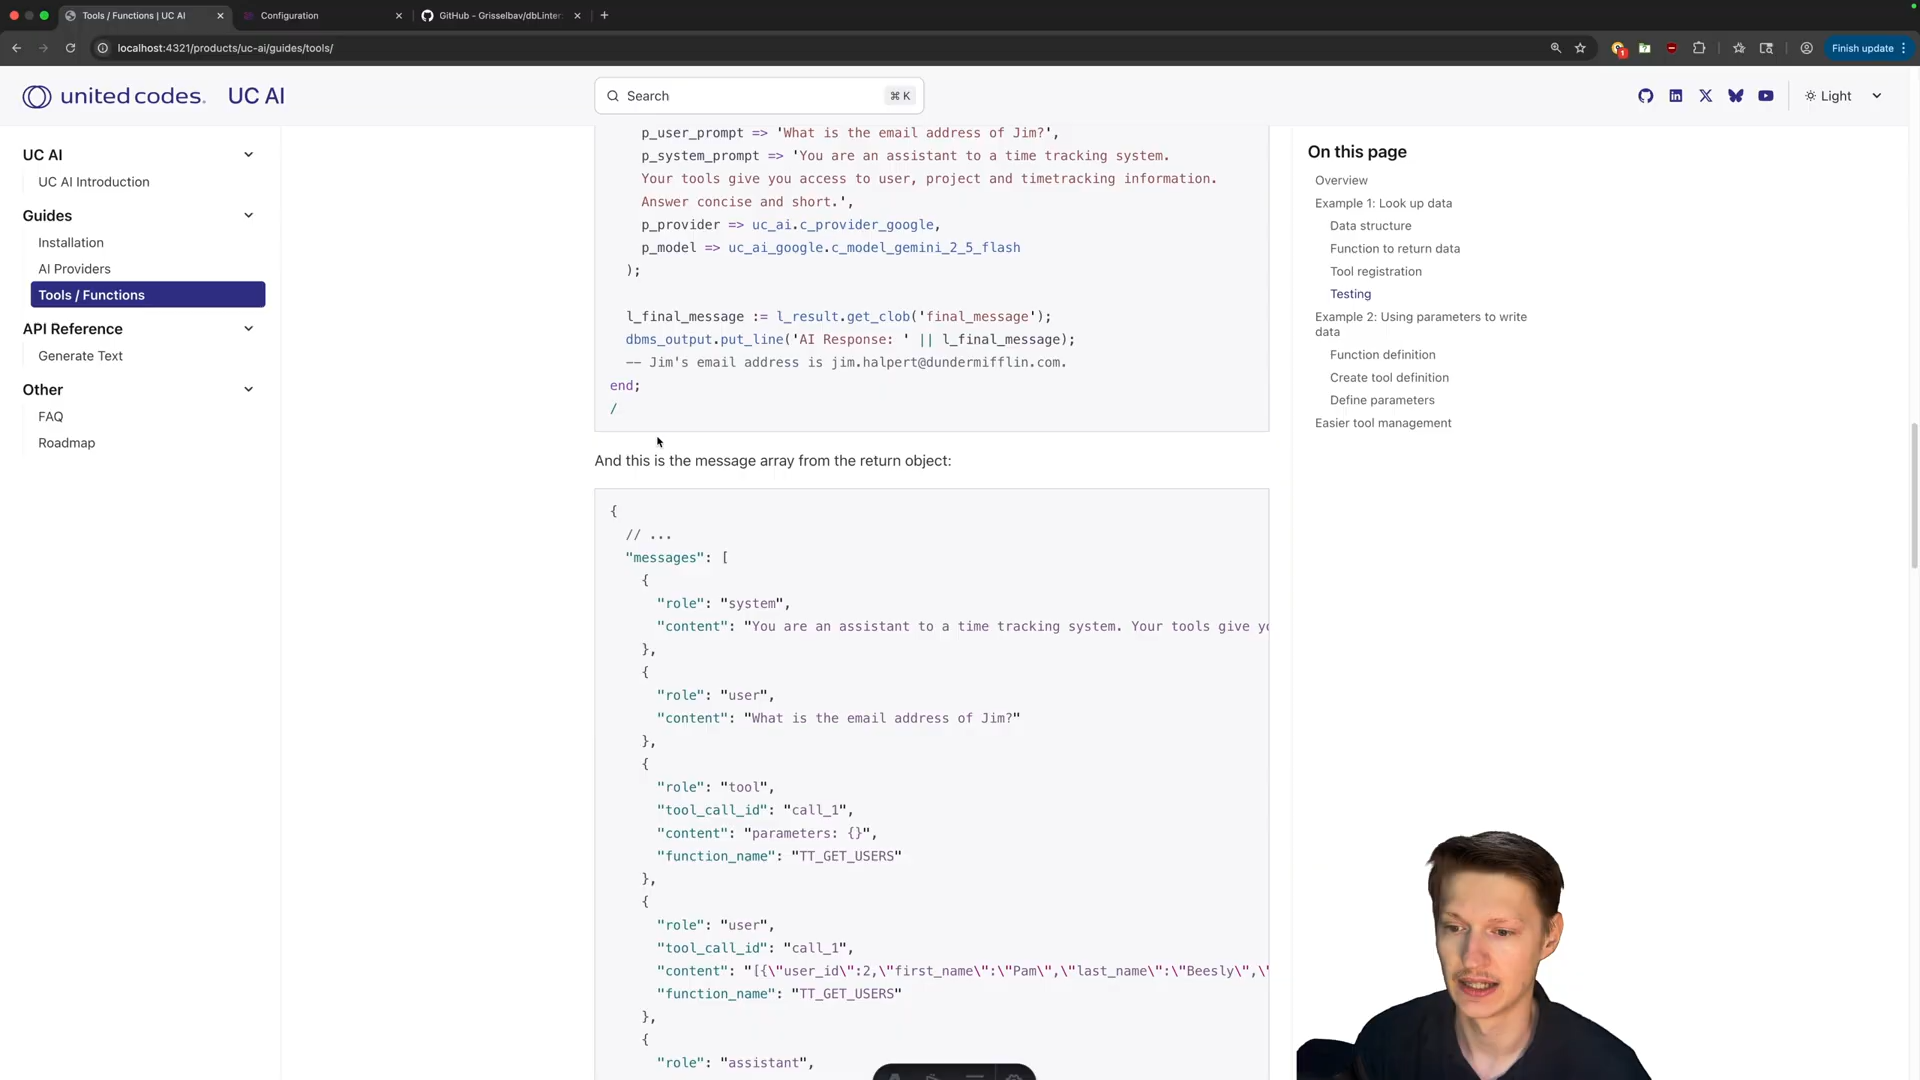 Tools / Functions | UC AI
Configuration
GitHub - Grisselbav/dbLinter
localhost:4321/products/uc-ai/guides/tools/
1
Finish update
united codes.
UC AI
Search
⌘ K
Light
UC AI
UC AI Introduction
Guides
Installation
AI Providers
Tools / Functions
API Reference
Generate Text
Other
FAQ
Roadmap
p_user_prompt => 'What is the email address of Jim?',
p_system_prompt => 'You are an assistant to a time tracking system.
Your tools give you access to user, project and timetracking information.
Answer concise and short.',
p_provider => uc_ai.c_provider_google,
p_model => uc_ai_google.c_model_gemini_2_5_flash
);
l_final_message := l_result.get_clob('final_message');
dbms_output.put_line('AI Response: ' || l_final_message);
-- Jim's email address is jim.halpert@dundermifflin.com.
end;
/
And this is the message array from the return object:
{
// ...
"messages": [
{
"role": "system",
"content": "You are an assistant to a time tracking system. Your tools give yo
},
{
"role": "user",
"content": "What is the email address of Jim?"
},
{
"role": "tool",
"tool_call_id": "call_1",
"content": "parameters: {}",
"function_name": "TT_GET_USERS"
},
{
"role": "user",
"tool_call_id": "call_1",
"content": "[{\"user_id\":2,\"first_name\":\"Pam\",\"last_name\":\"Beesly\",\"
"function_name": "TT_GET_USERS"
},
{
"role": "assistant",
On this page
Overview
Example 1: Look up data
Data structure
Function to return data
Tool registration
Testing
Example 2: Using parameters to write
data
Function definition
Create tool definition
Define parameters
Easier tool management